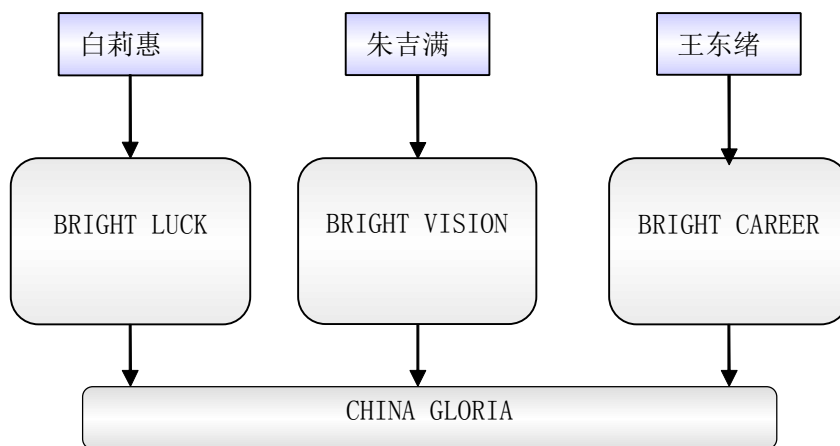 白莉惠
朱吉满
王东绪
BRIGHT LUCK
BRIGHT VISION
BRIGHT CAREER
CHINA GLORIA